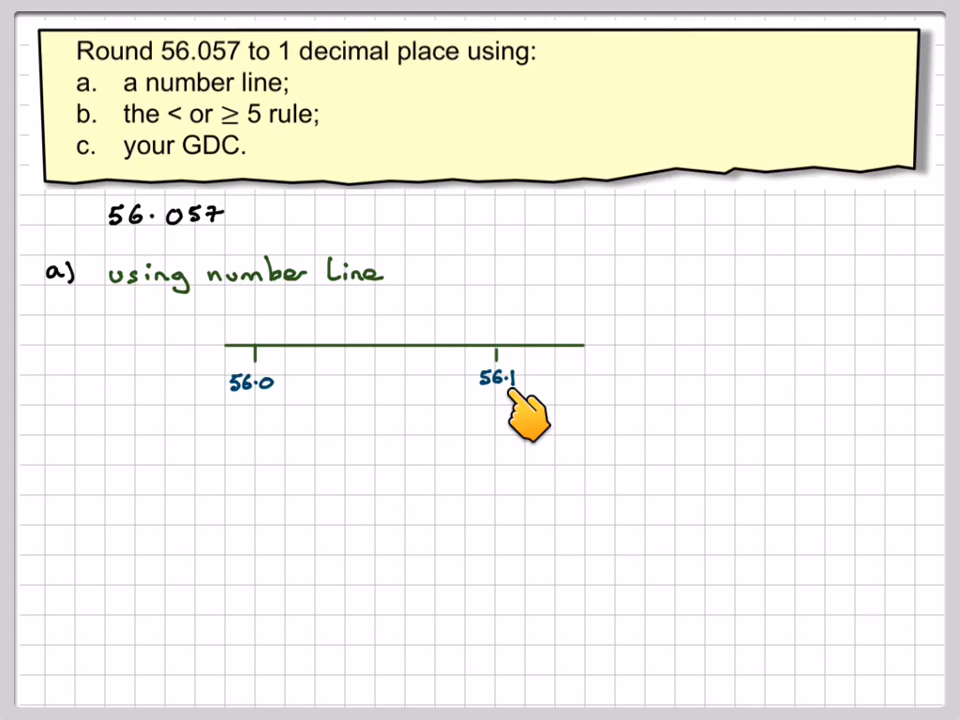 Round 56.057 to 1 decimal place using:
a. a number line;
b. the < or ≥ 5 rule;
c. your GDC.
56.057
a) using number line
56.0 56.1